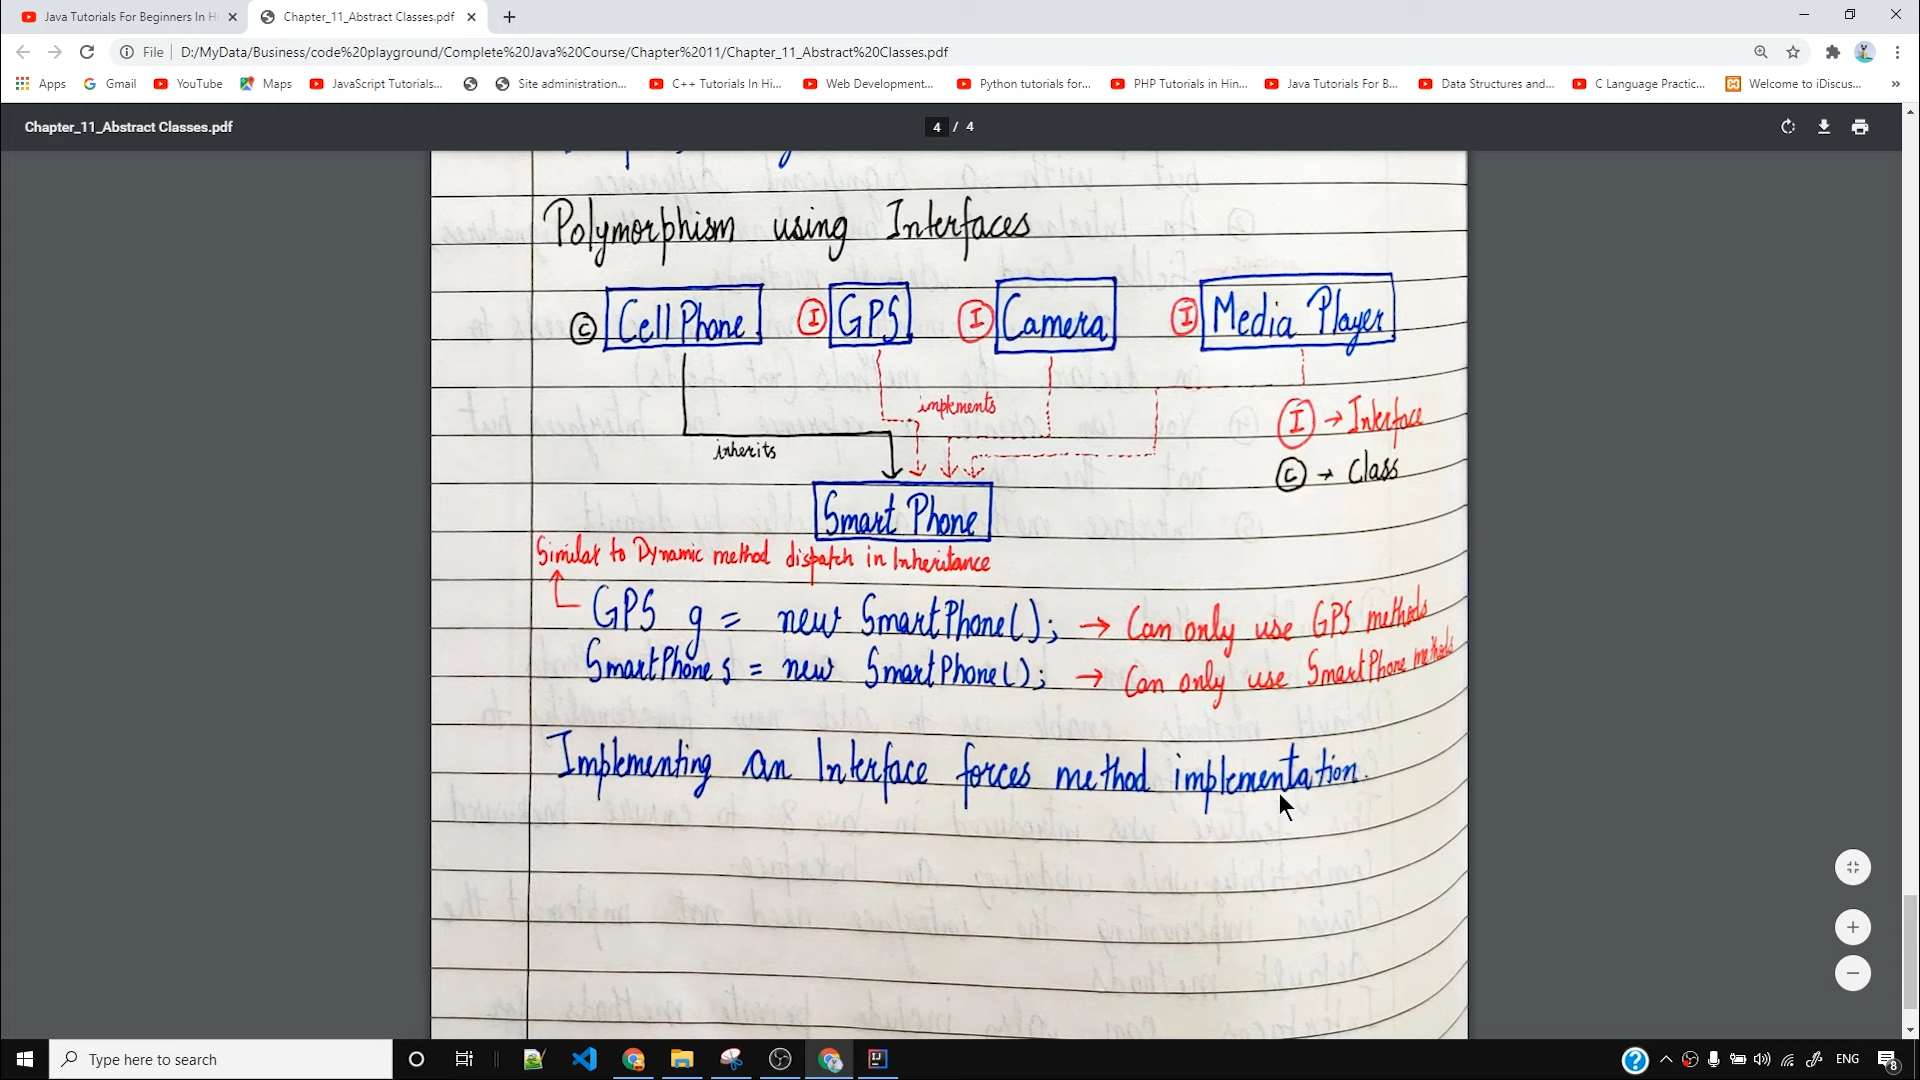 Java Tutorials For Beginners In Hi
Chapter_11_Abstract Classes.pdf
File
D:/MyData/Business/code%20playground/Complete%20Java%20Course/Chapter%2011/Chapter_11_Abstract%20Classes.pdf
Apps
Gmail
YouTube
Maps
JavaScript Tutorials...
Site administration...
C++ Tutorials In Hi...
Web Development...
Python tutorials for...
PHP Tutorials in Hin...
Java Tutorials For B...
Data Structures and...
C Language Practic...
Welcome to iDiscus...
»
Chapter_11_Abstract Classes.pdf
4 / 4
Polymorphism using Interfaces
C Cell Phone I GPS I Camera I Media Player
implements
I → Interface
inherits
C → Class
Smart Phone
Similar to Dynamic method dispatch in Inheritance
GPS g = new SmartPhone(); → Can only use GPS methods
SmartPhone s = new SmartPhone(); → Can only use SmartPhone methods
Implementing an Interface forces method implementation.
Type here to search
ENG
8